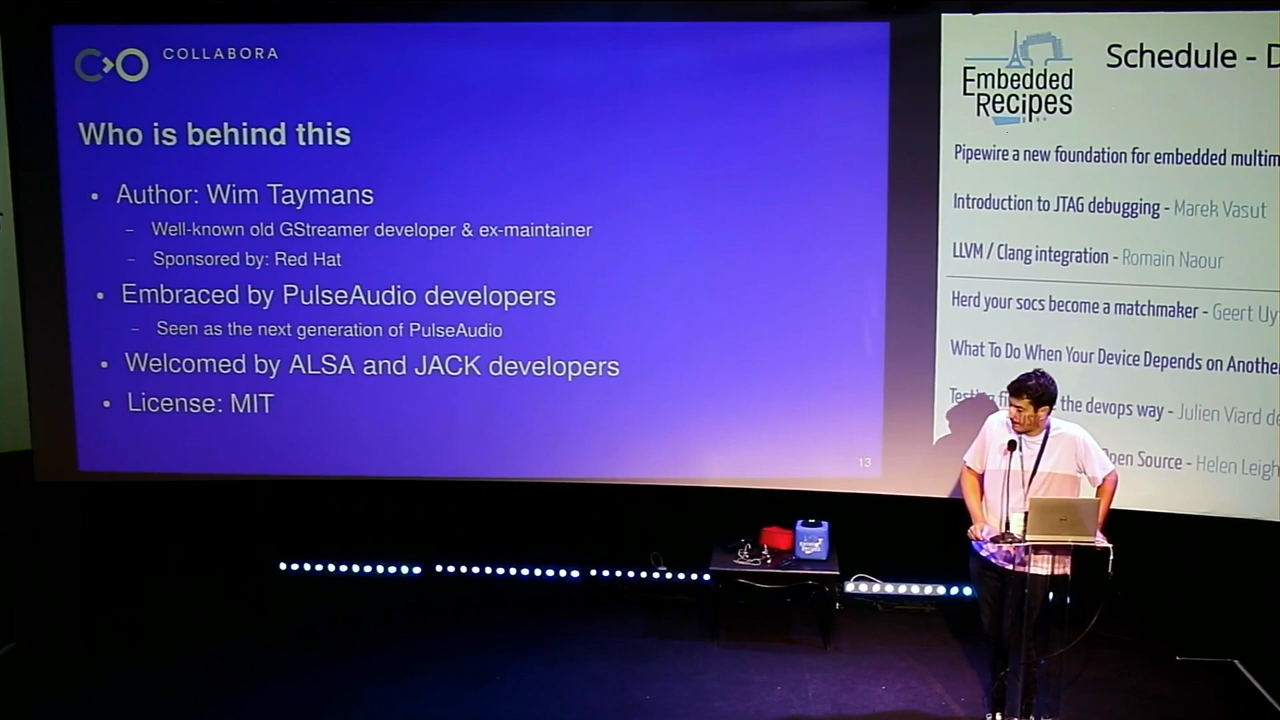 COLLABORA
Who is behind this
Author: Wim Taymans
Well-known old GStreamer developer & ex-maintainer
Sponsored by: Red Hat
Embraced by PulseAudio developers
Seen as the next generation of PulseAudio
Welcomed by ALSA and JACK developers
License: MIT
13
Embedded
Recipes
Schedule - D
Pipewire a new foundation for embedded multim
Introduction to JTAG debugging - Marek Vasut
LLVM / Clang integration - Romain Naour
Herd your socs become a matchmaker - Geert Uy
What To Do When Your Device Depends on Anothe
Testing the devops way - Julien Viard de
Open Source - Helen Leigh